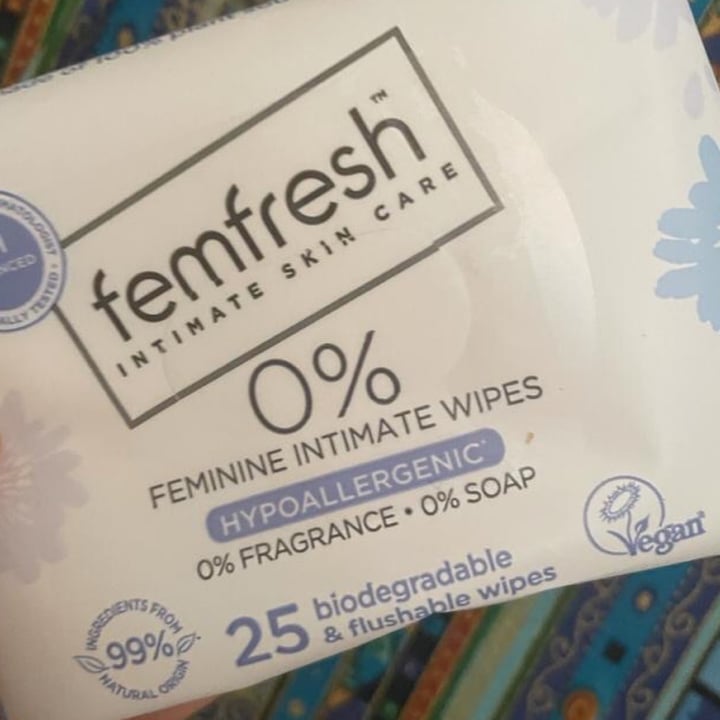 femfresh™
INTIMATE SKIN CARE
0%
FEMININE INTIMATE WIPES
HYPOALLERGENIC*
0% FRAGRANCE • 0% SOAP
Vegan
INGREDIENTS FROM
99%
NATURAL ORIGIN
25 biodegradable
& flushable wipes
TESTED